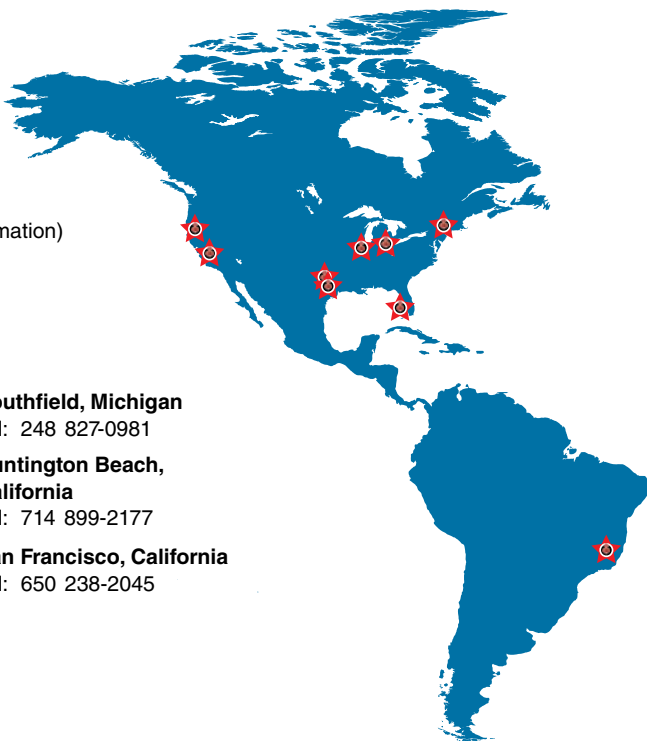 mation)
outhfield, Michigan
l: 248 827-0981
untington Beach,
alifornia
l: 714 899-2177
an Francisco, California
l: 650 238-2045